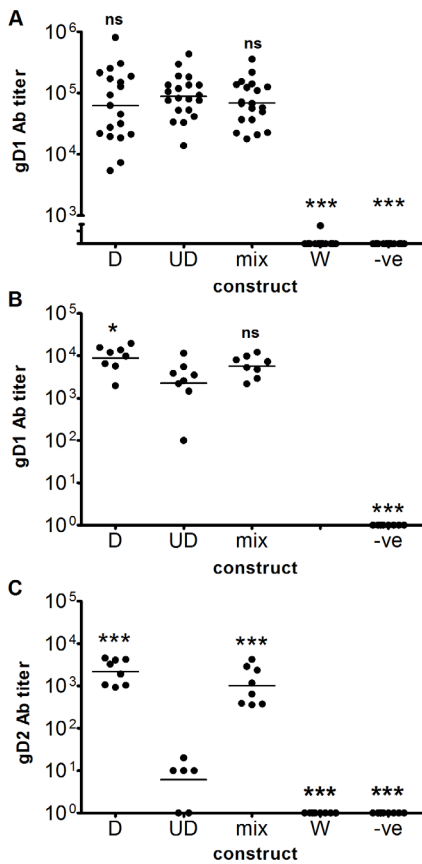 A
ns
ns
*** ***
gD1 Ab titer
10^6
10^5
10^4
10^3
D UD mix W -ve
construct
B
*
ns
***
gD1 Ab titer
10^5
10^4
10^3
10^2
10^1
10^0
D UD mix -ve
construct
C
*** ***
*** ***
gD2 Ab titer
10^5
10^4
10^3
10^2
10^1
10^0
D UD mix W -ve
construct